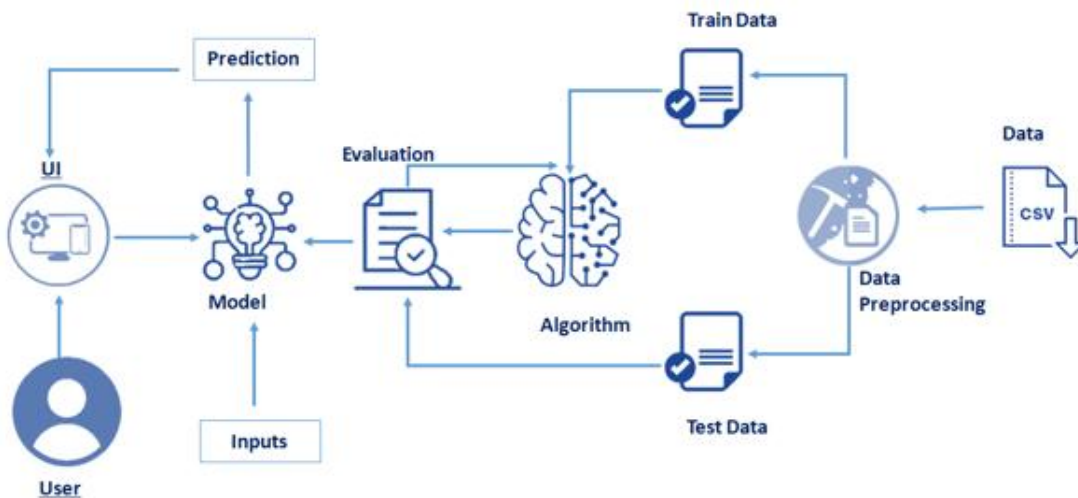 Train Data
Prediction
Data
Evaluation
UI
CSV
Model
Data
Preprocessing
Algorithm
Test Data
Inputs
User